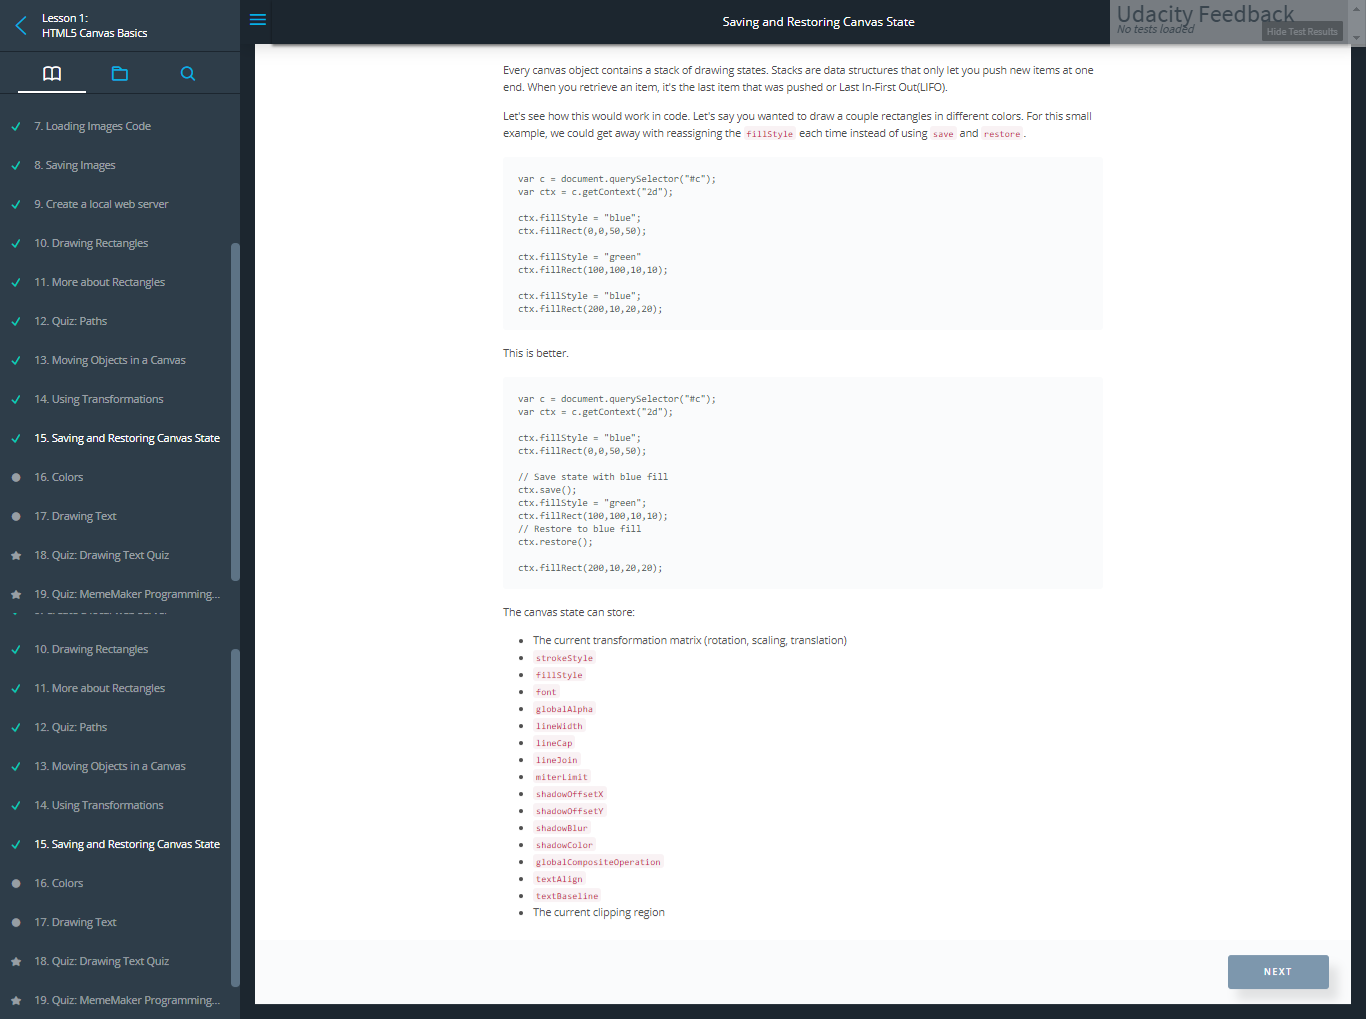 Lesson 1:
HTML5 Canvas Basics
Saving and Restoring Canvas State
Udacity Feedback
No tests loaded
Hide Test Results
7. Loading Images Code
8. Saving Images
9. Create a local web server
10. Drawing Rectangles
11. More about Rectangles
12. Quiz: Paths
13. Moving Objects in a Canvas
14. Using Transformations
15. Saving and Restoring Canvas State
16. Colors
17. Drawing Text
18. Quiz: Drawing Text Quiz
19. Quiz: MemeMaker Programming...
10. Drawing Rectangles
11. More about Rectangles
12. Quiz: Paths
13. Moving Objects in a Canvas
14. Using Transformations
15. Saving and Restoring Canvas State
16. Colors
17. Drawing Text
18. Quiz: Drawing Text Quiz
19. Quiz: MemeMaker Programming...
Every canvas object contains a stack of drawing states. Stacks are data structures that only let you push new items at one
end. When you retrieve an item, it's the last item that was pushed or Last In-First Out(LIFO).
Let's see how this would work in code. Let's say you wanted to draw a couple rectangles in different colors. For this small
example, we could get away with reassigning the fillStyle each time instead of using save and restore.
var c = document.querySelector("#c");
var ctx = c.getContext("2d");
ctx.fillStyle = "blue";
ctx.fillRect(0,0,50,50);
ctx.fillStyle = "green"
ctx.fillRect(100,100,10,10);
ctx.fillStyle = "blue";
ctx.fillRect(200,10,20,20);
This is better.
var c = document.querySelector("#c");
var ctx = c.getContext("2d");
ctx.fillStyle = "blue";
ctx.fillRect(0,0,50,50);
// Save state with blue fill
ctx.save();
ctx.fillStyle = "green";
ctx.fillRect(100,100,10,10);
// Restore to blue fill
ctx.restore();
ctx.fillRect(200,10,20,20);
The canvas state can store:
The current transformation matrix (rotation, scaling, translation)
strokeStyle
fillStyle
font
globalAlpha
lineWidth
lineCap
lineJoin
miterLimit
shadowOffsetX
shadowOffsetY
shadowBlur
shadowColor
globalCompositeOperation
textAlign
textBaseline
The current clipping region
NEXT